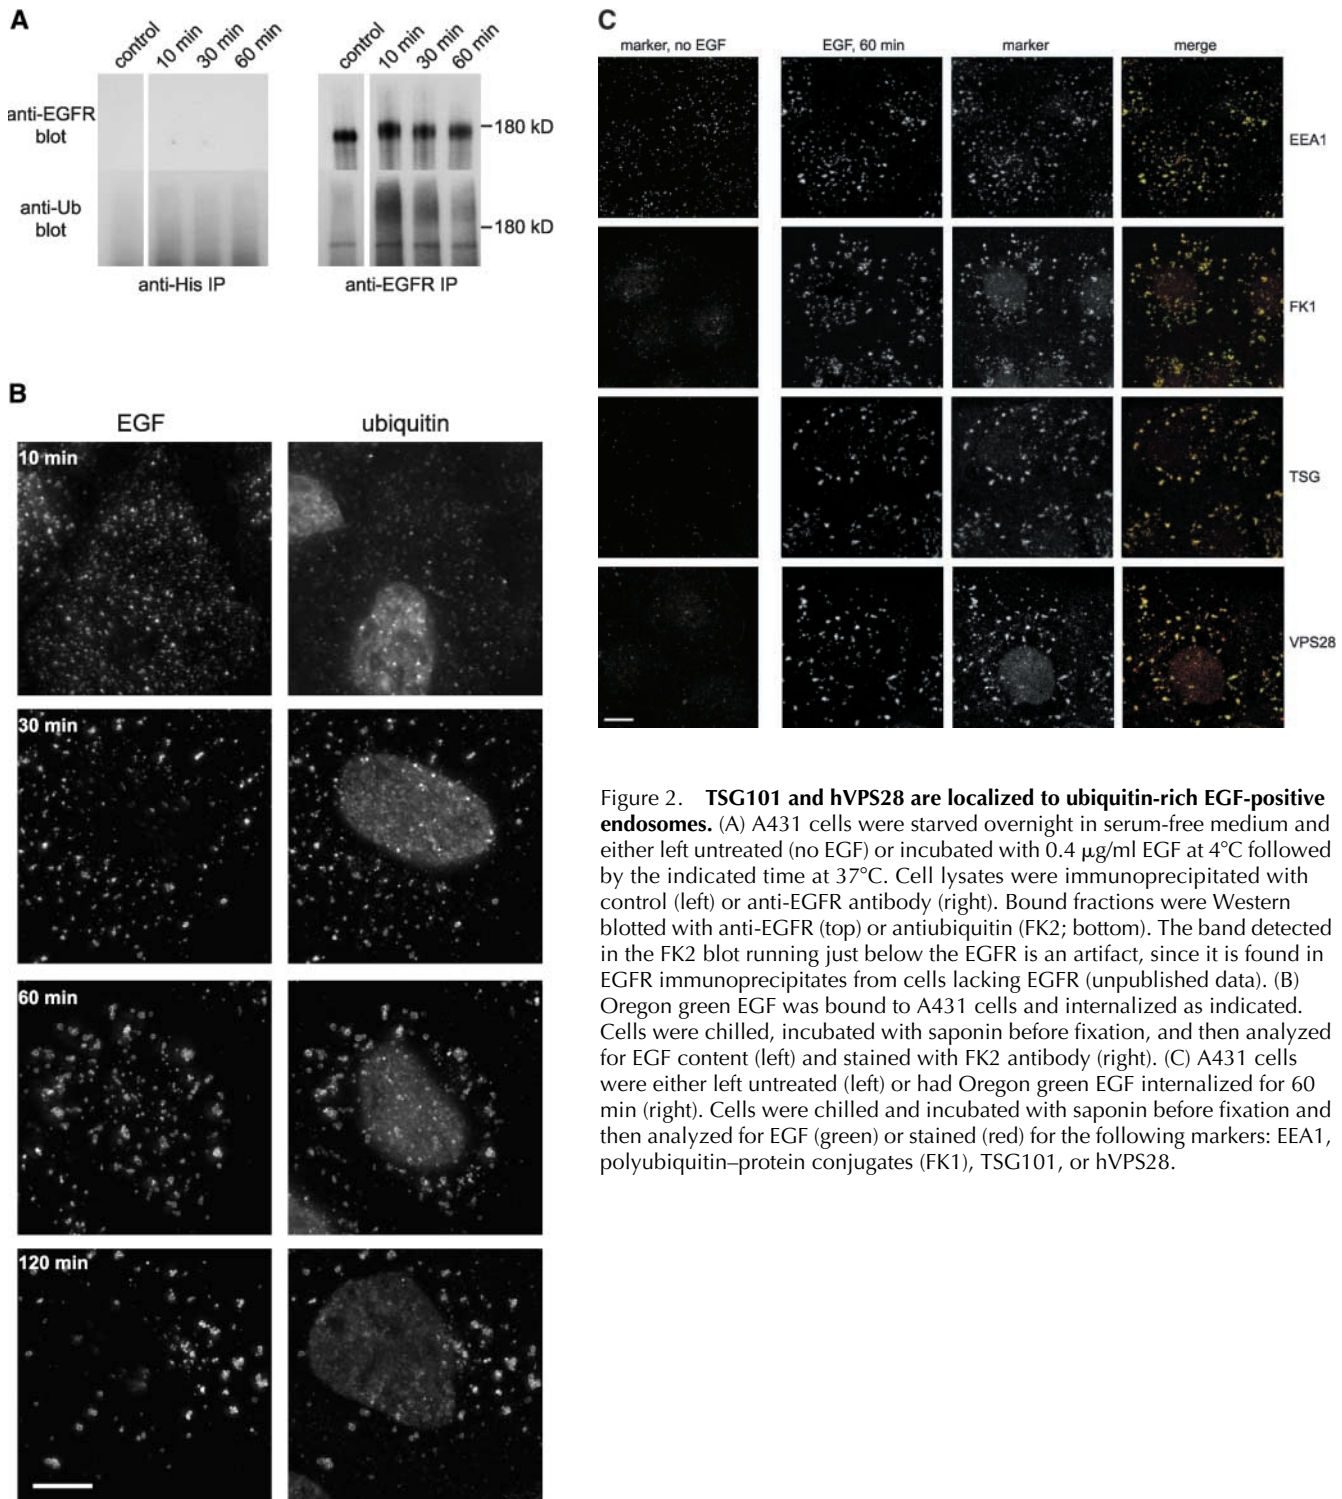 A
control
10 min
30 min
60 min
control
10 min
30 min
60 min
anti-EGFR
blot
180 kD
anti-Ub
blot
180 kD
anti-His IP
anti-EGFR IP
B
EGF
ubiquitin
10 min
30 min
60 min
120 min
C
marker, no EGF
EGF, 60 min
marker
merge
EEA1
FK1
TSG
VPS28
Figure 2. TSG101 and hVPS28 are localized to ubiquitin-rich EGF-positive
endosomes. (A) A431 cells were starved overnight in serum-free medium and
either left untreated (no EGF) or incubated with 0.4 μg/ml EGF at 4°C followed
by the indicated time at 37°C. Cell lysates were immunoprecipitated with
control (left) or anti-EGFR antibody (right). Bound fractions were Western
blotted with anti-EGFR (top) or antiubiquitin (FK2; bottom). The band detected
in the FK2 blot running just below the EGFR is an artifact, since it is found in
EGFR immunoprecipitates from cells lacking EGFR (unpublished data). (B)
Oregon green EGF was bound to A431 cells and internalized as indicated.
Cells were chilled, incubated with saponin before fixation, and then analyzed
for EGF content (left) and stained with FK2 antibody (right). (C) A431 cells
were either left untreated (left) or had Oregon green EGF internalized for 60
min (right). Cells were chilled and incubated with saponin before fixation and
then analyzed for EGF (green) or stained (red) for the following markers: EEA1,
polyubiquitin–protein conjugates (FK1), TSG101, or hVPS28.